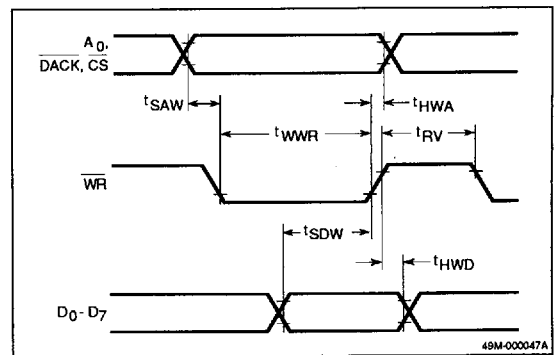 A0,
DACK, CS
tSAW
tHWA
tWWR
tRV
WR
tSDW
tHWD
D0 - D7
49M-000047A